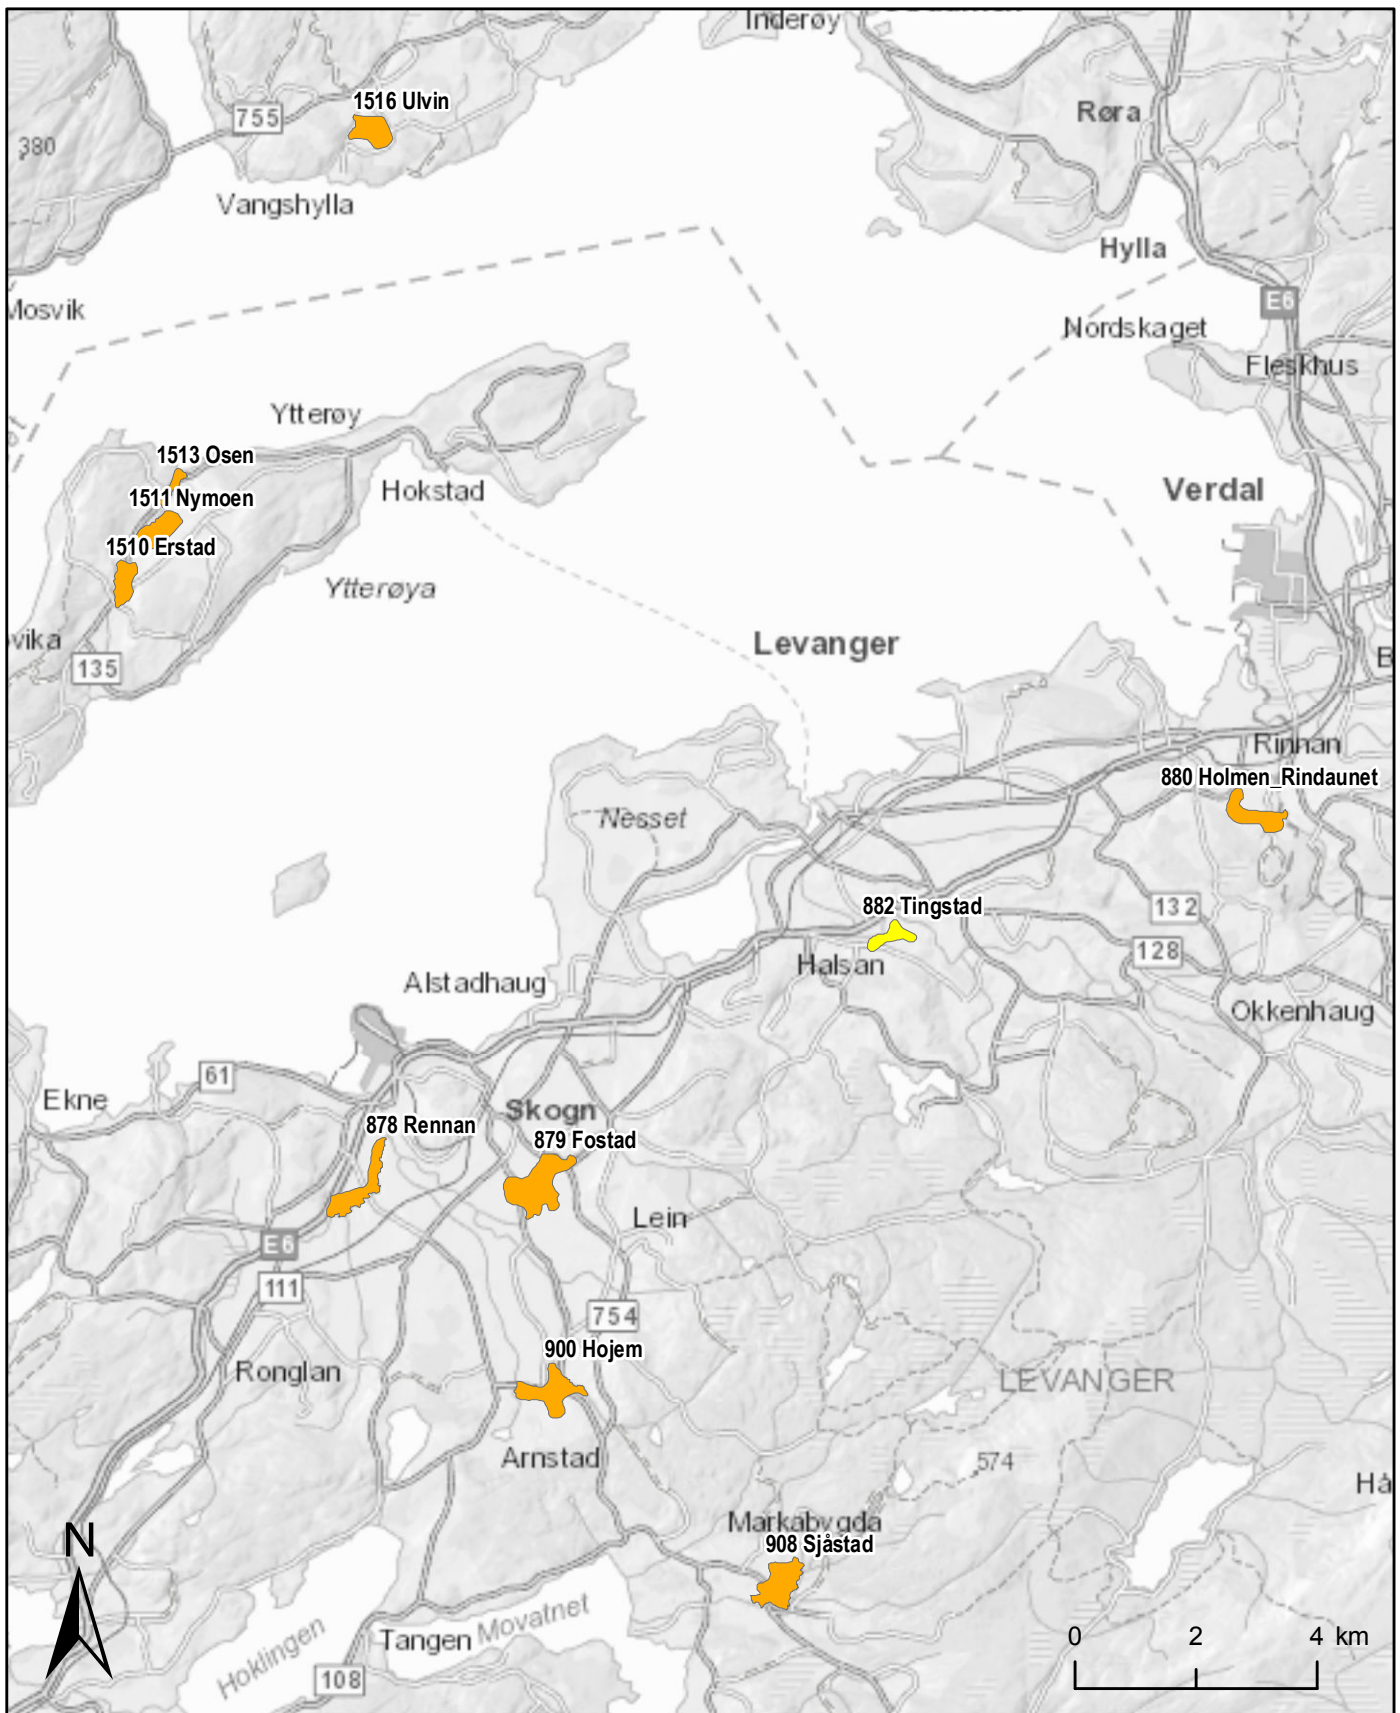 Inderøy
1516 Ulvin
755
Røra
380
Vangshylla
Hylla
Mosvik
E6
Nordskaget
Fleskhus
Ytterøy
1513 Osen
Hokstad
Verdal
1511 Nymoen
1510 Erstad
Ytterøya
vika
Levanger
135
B
Rinnan
880 Holmen_Rindaunet
Nesset
882 Tingstad
132
128
Halsan
Alstadhaug
Okkenhaug
61
Ekne
Skogn
878 Rennan
879 Fostad
Lein
E6
111
754
900 Hojem
Ronglan
LEVANGER
Arnstad
574
Hå
Markabygda
908 Sjåstad
N
Hoklingen
Tangen
Movatnet
108
0 2 4 km